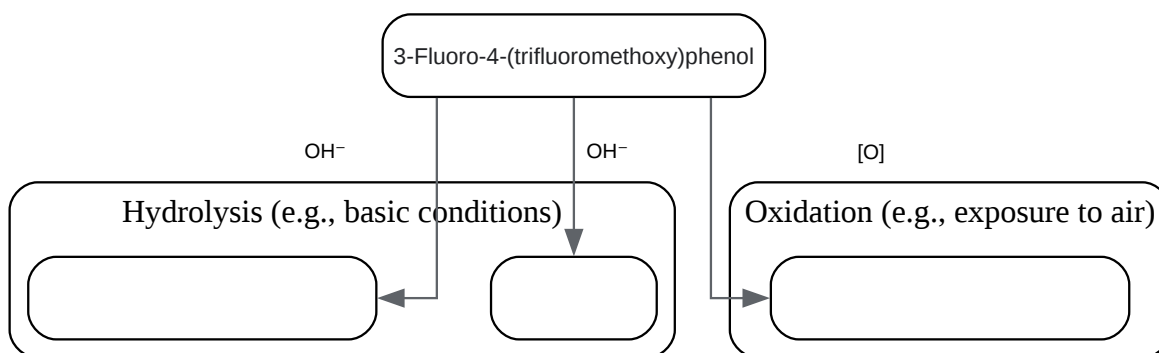 3-Fluoro-4-(trifluoromethoxy)phenol
OH⁻
OH⁻
[O]
Hydrolysis (e.g., basic conditions)
Oxidation (e.g., exposure to air)